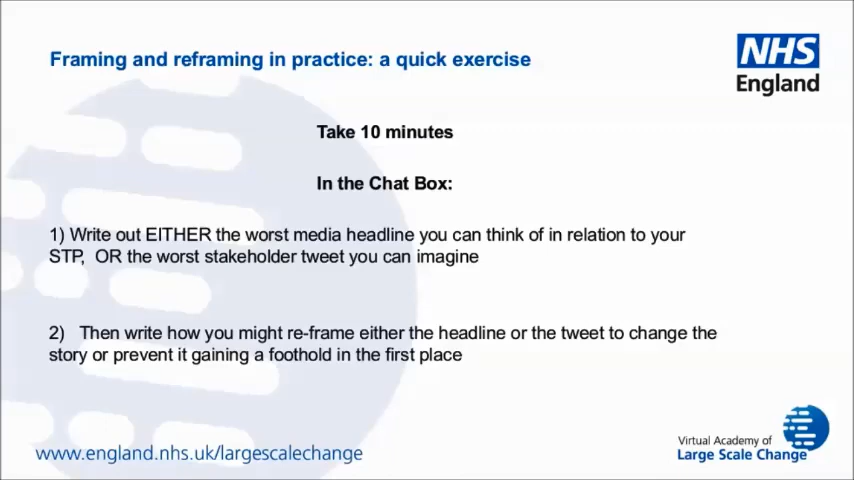 Framing and reframing in practice: a quick exercise
NHS
England
Take 10 minutes
In the Chat Box:
1) Write out EITHER the worst media headline you can think of in relation to your
STP, OR the worst stakeholder tweet you can imagine
2) Then write how you might re-frame either the headline or the tweet to change the
story or prevent it gaining a foothold in the first place
www.england.nhs.uk/largescalechange
Virtual Academy of
Large Scale Change